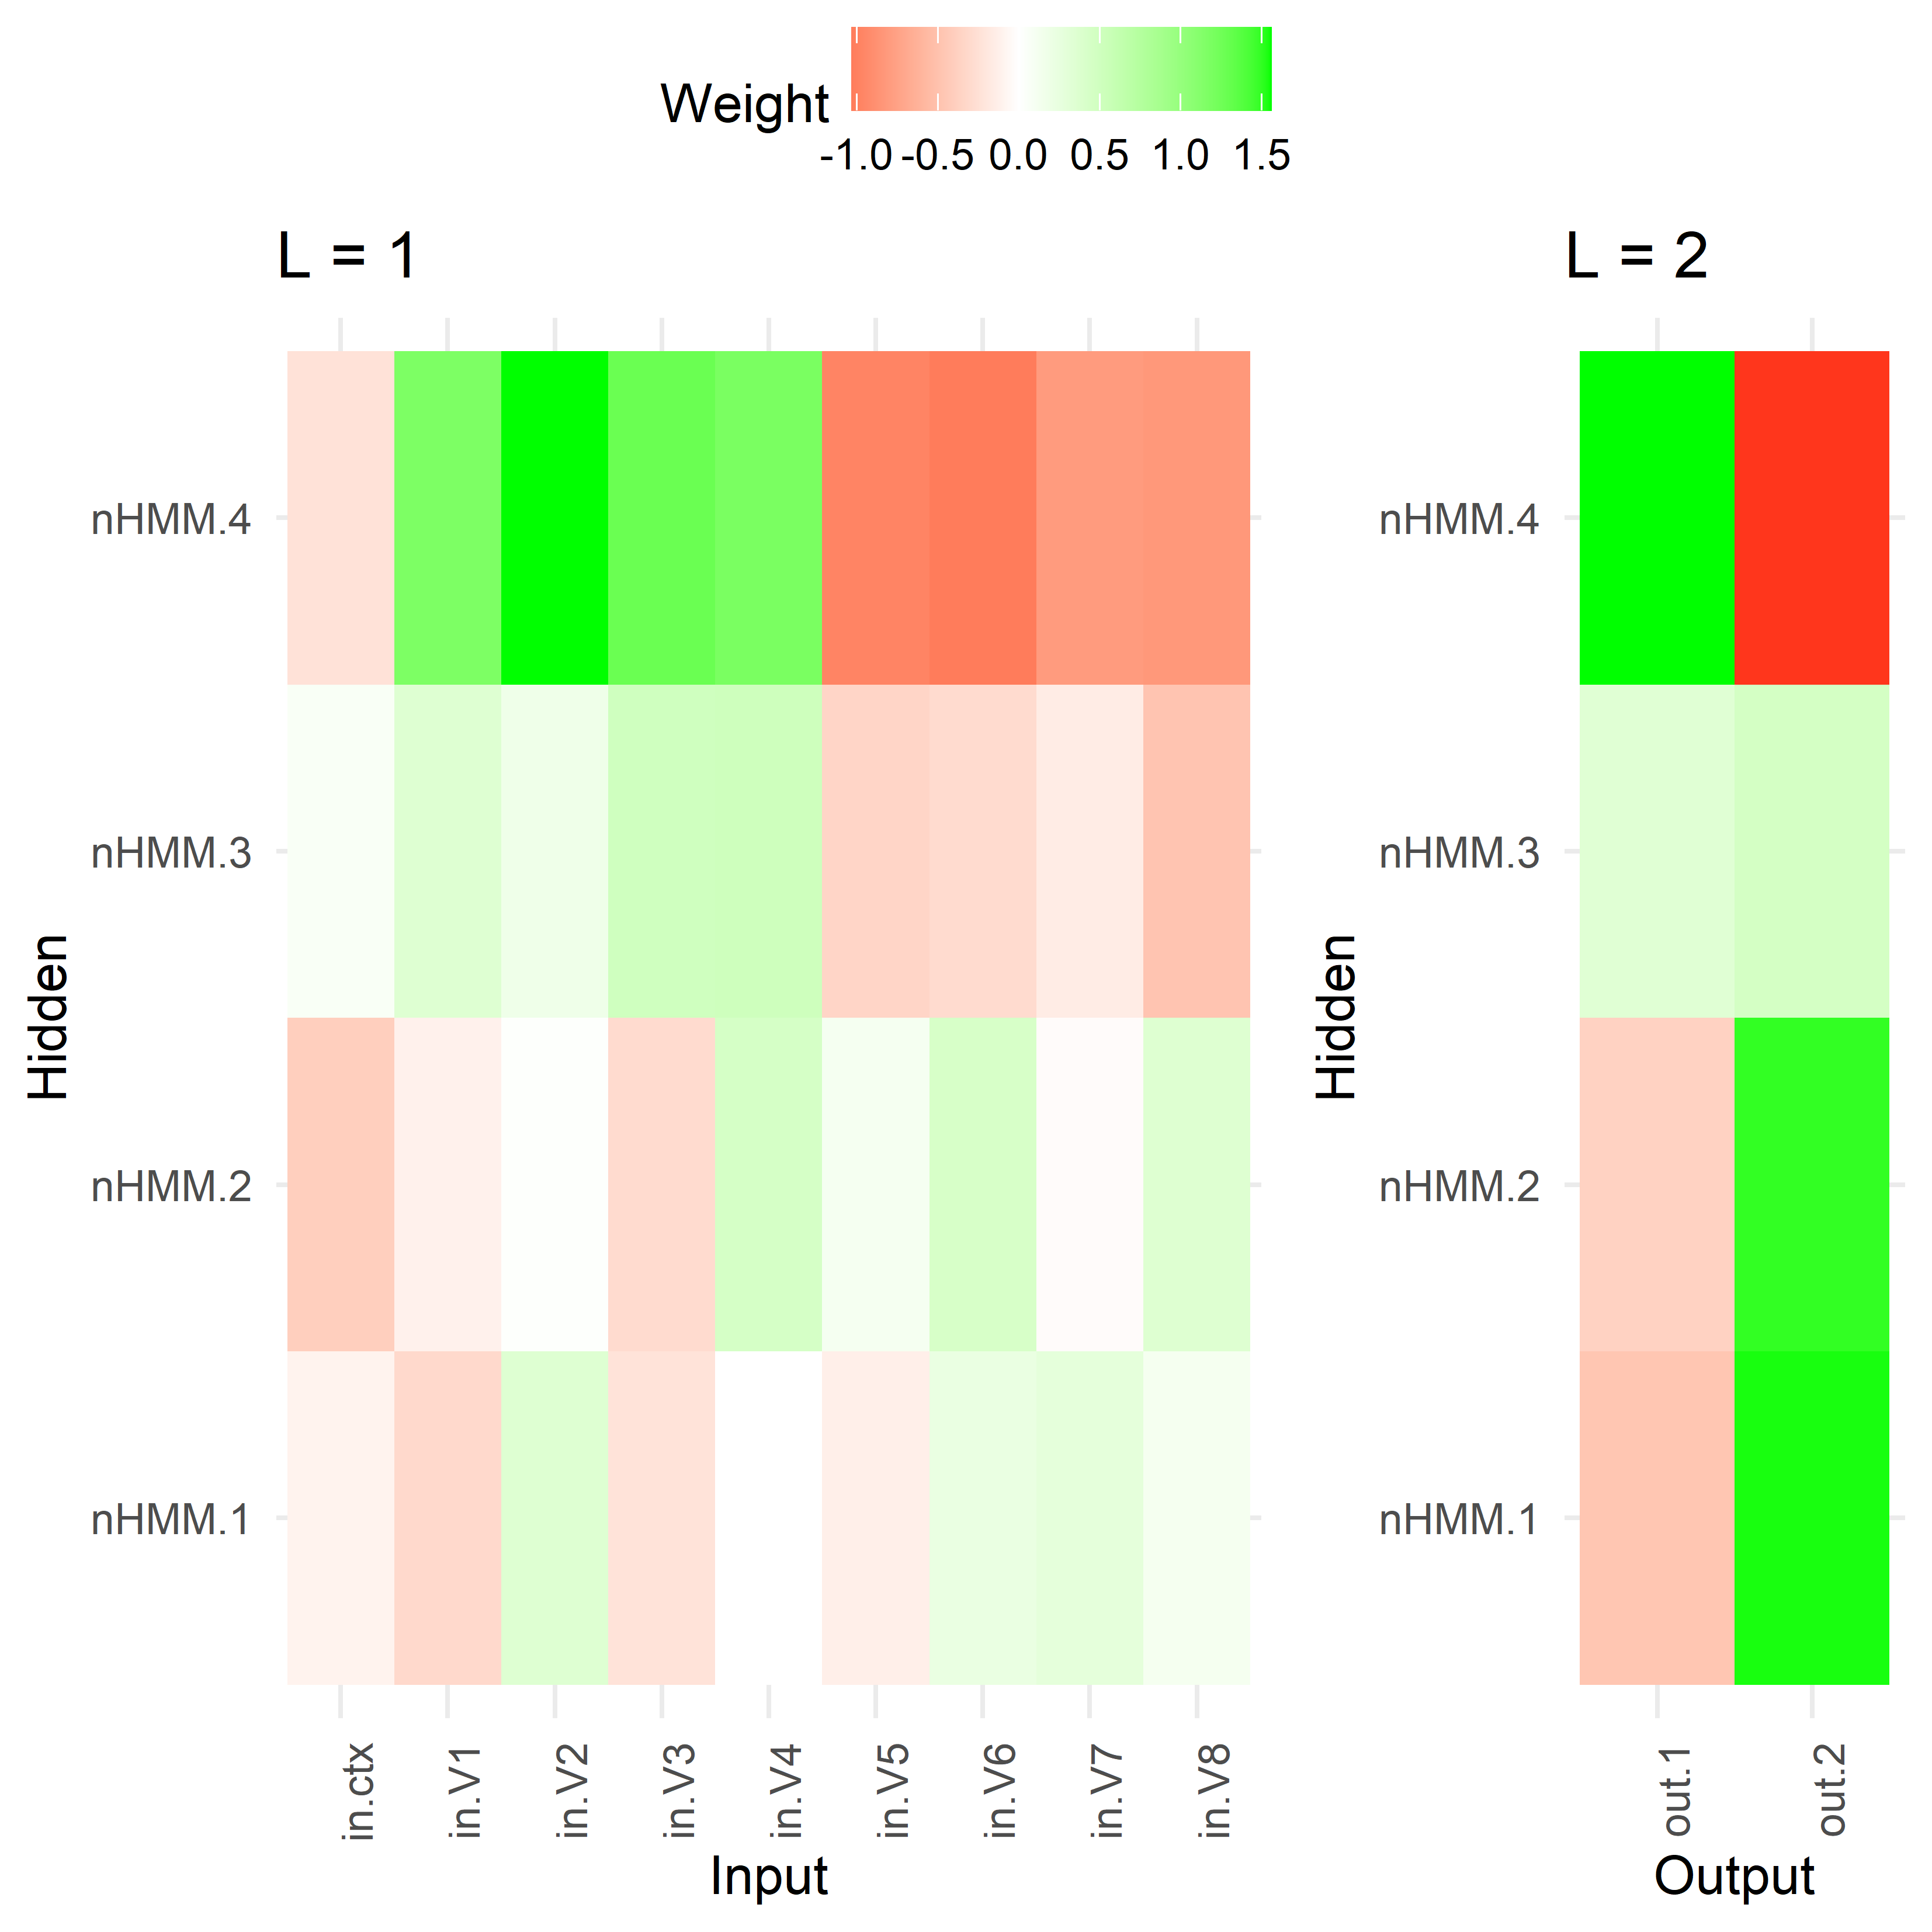 Weight
-1.0 -0.5 0.0 0.5 1.0 1.5
L = 1
L = 2
Hidden
nHMM.4
nHMM.3
nHMM.2
nHMM.1
in.ctx in.V1 in.V2 in.V3 in.V4 in.V5 in.V6 in.V7 in.V8
Input
Hidden
nHMM.4
nHMM.3
nHMM.2
nHMM.1
out.1 out.2
Output